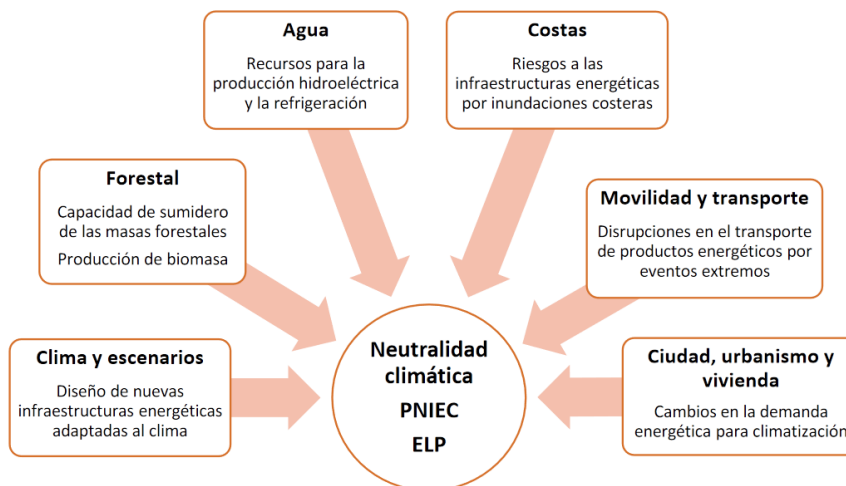 Agua
Recursos para la
producción hidroeléctrica
y la refrigeración
Costas
Riesgos a las
infraestructuras energéticas
por inundaciones costeras
Forestal
Capacidad de sumidero
de las masas forestales
Producción de biomasa
Movilidad y transporte
Disrupciones en el transporte
de productos energéticos por
eventos extremos
Clima y escenarios
Diseño de nuevas
infraestructuras energéticas
adaptadas al clima
Neutralidad
climática
PNIEC
ELP
Ciudad, urbanismo y
vivienda
Cambios en la demanda
energética para climatización